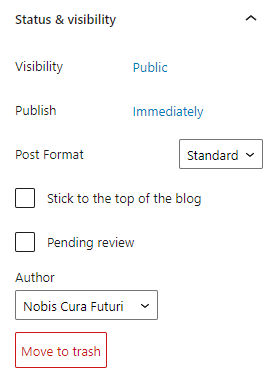 Status & visibility
Visibility Public
Publish Immediately
Post Format Standard
Stick to the top of the blog
Pending review
Author
Nobis Cura Futuri
Move to trash